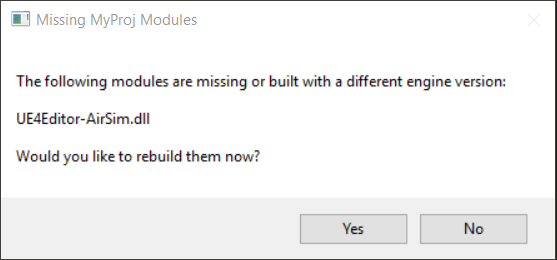 Missing MyProj Modules
The following modules are missing or built with a different engine version:
UE4Editor-AirSim.dll
Would you like to rebuild them now?
Yes No